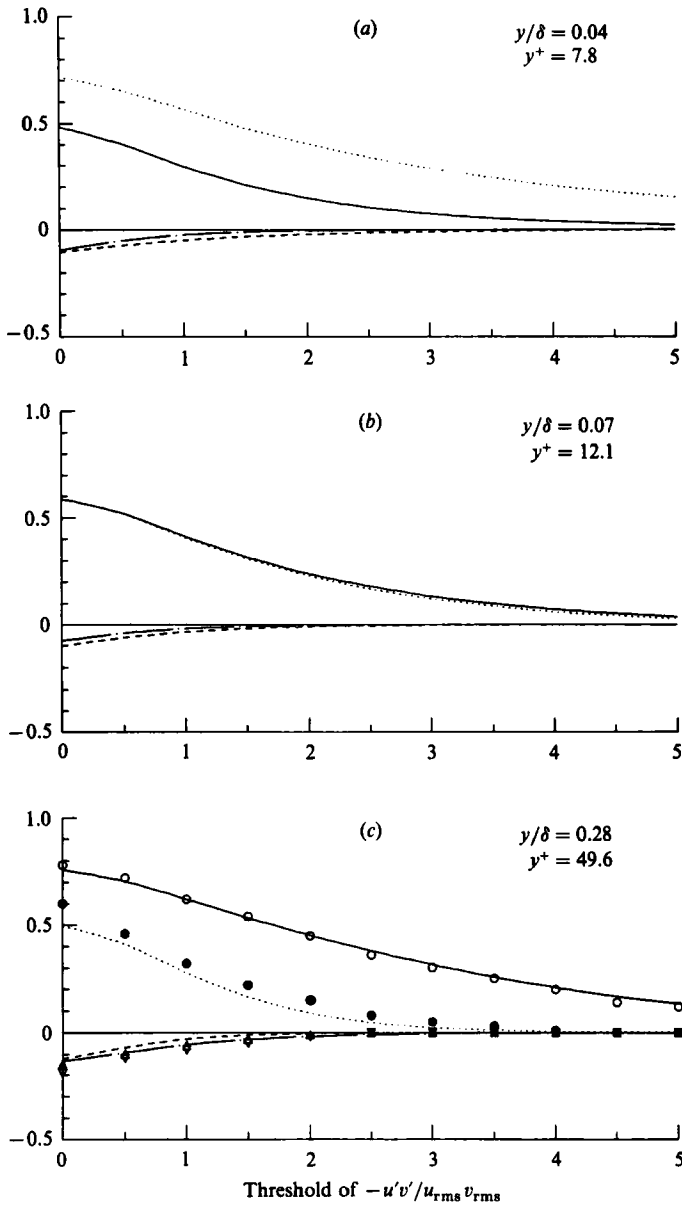 1.0
(a)
y/δ = 0.04
y⁺ = 7.8
0.5
0
−0.5
0 1 2 3 4 5
1.0
(b)
y/δ = 0.07
y⁺ = 12.1
0.5
0
−0.5
0 1 2 3 4 5
1.0
(c)
y/δ = 0.28
y⁺ = 49.6
0.5
0
−0.5
0 1 2 3 4 5
Threshold of −u′v′/u_rms v_rms